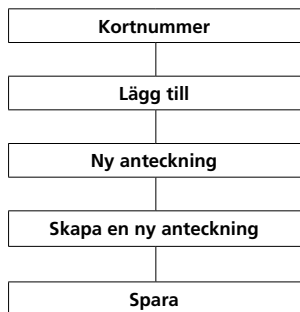 Kortnummer
Lägg till
Ny anteckning
Skapa en ny anteckning
Spara